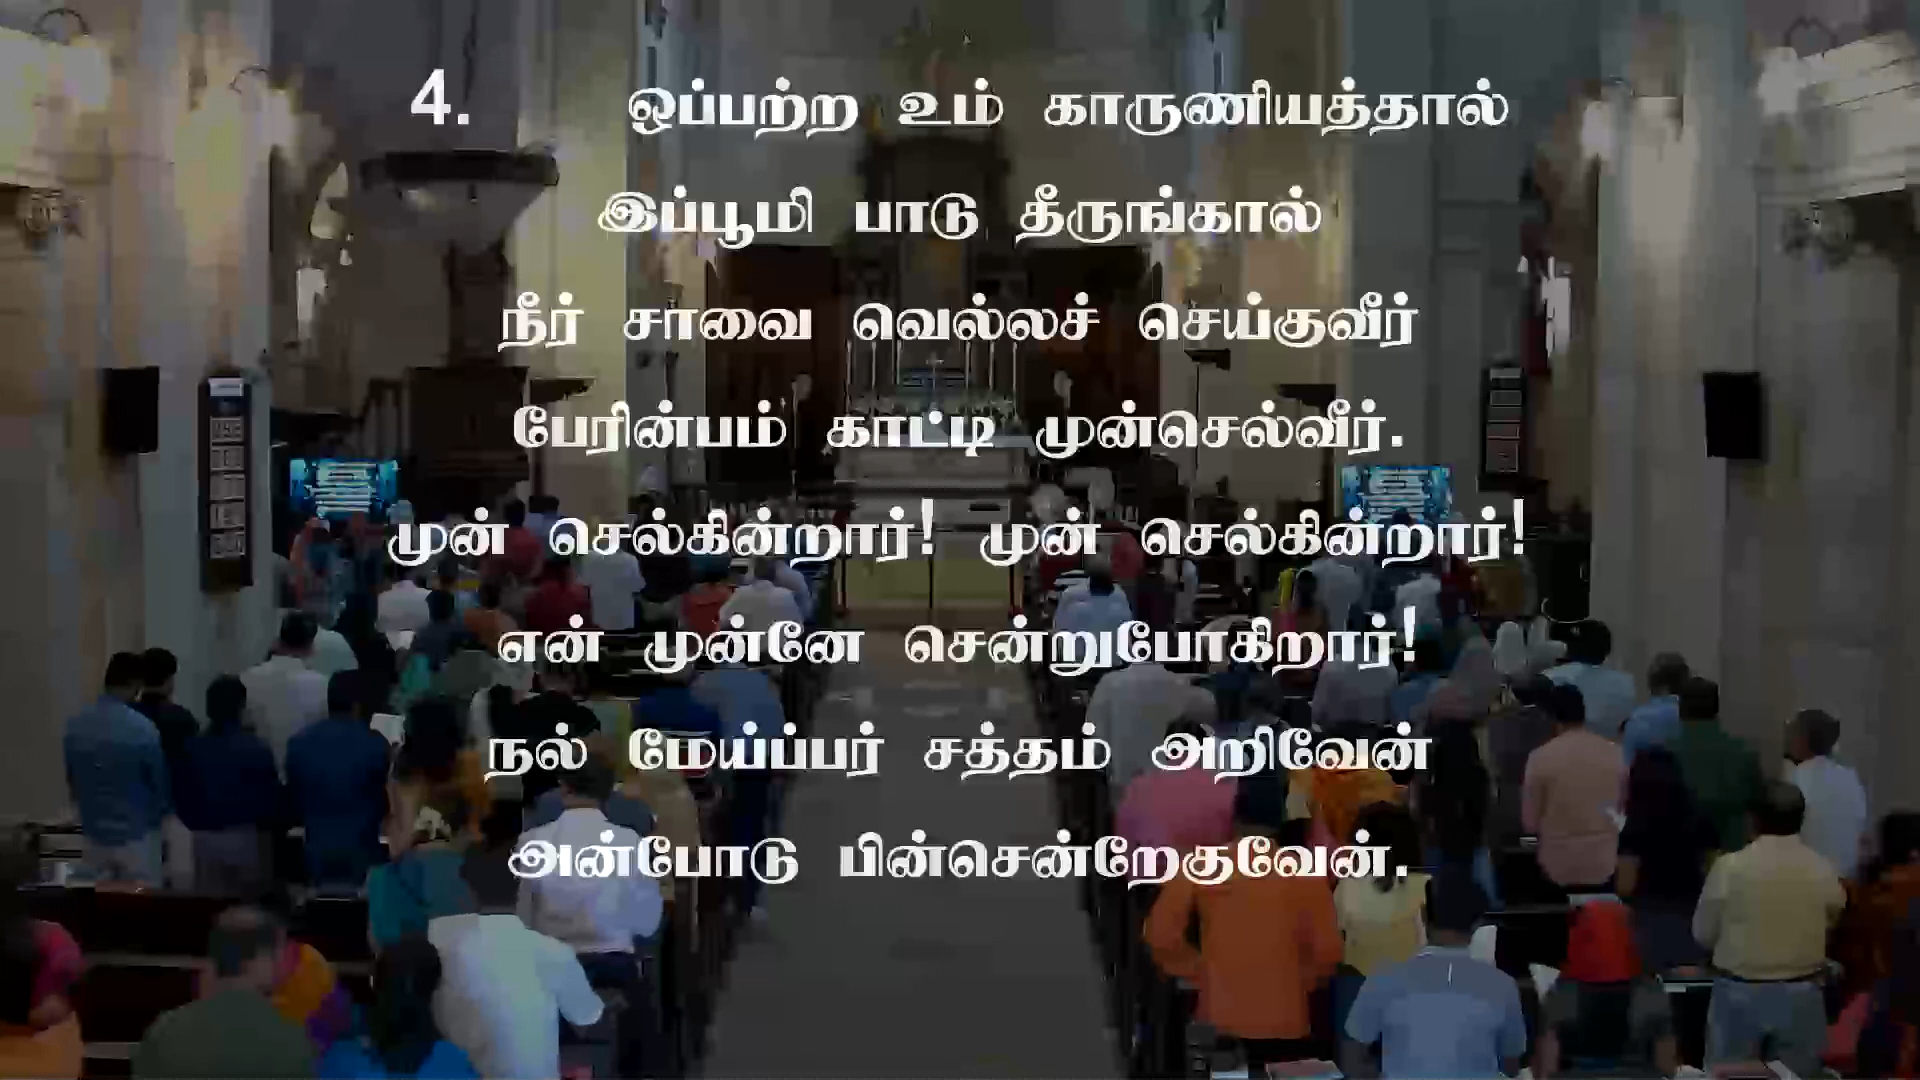 4. ஒப்பற்ற உம் காருணியத்தால்
இப்பூமி பாடு தீருங்கால்
நீர் சாவை வெல்லச் செய்குவீர்
பேரின்பம் காட்டி முன்செல்வீர்.
முன் செல்கின்றார்! முன் செல்கின்றார்!
என் முன்னே சென்றுபோகிறார்!
நல் மேய்ப்பர் சத்தம் அறிவேன்
அன்போடு பின்சென்றேகுவேன்.